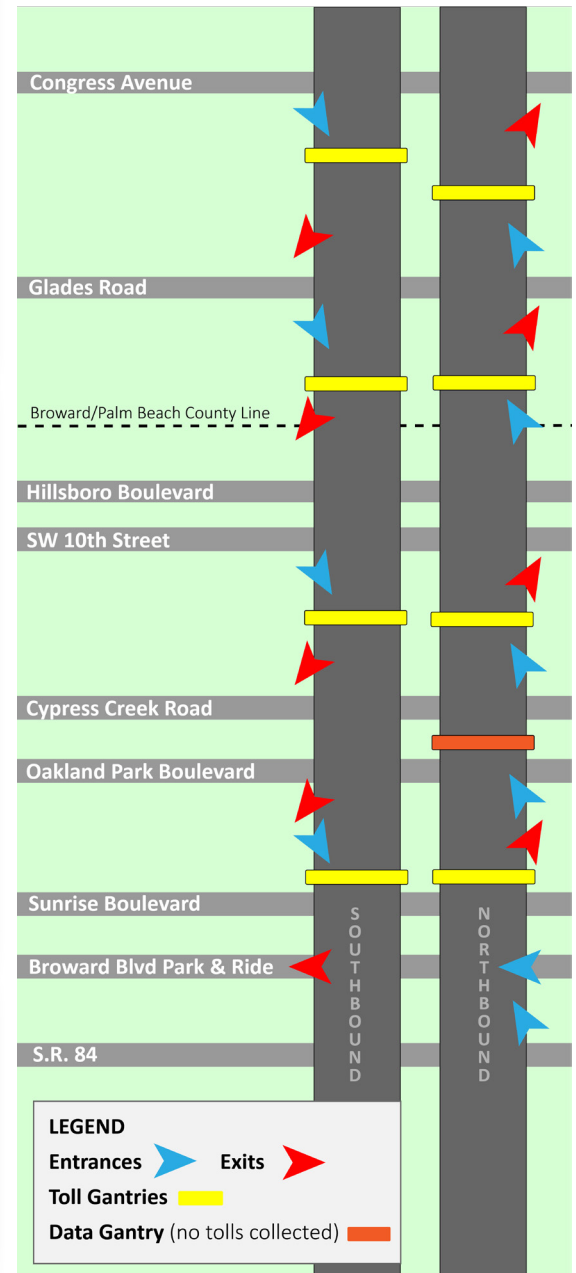 Congress Avenue
Glades Road
Broward/Palm Beach County Line
Hillsboro Boulevard
SW 10th Street
Cypress Creek Road
Oakland Park Boulevard
Sunrise Boulevard
Broward Blvd Park & Ride
S.R. 84
SOUTHBOUND
NORTHBOUND
LEGEND
Entrances Exits
Toll Gantries
Data Gantry (no tolls collected)